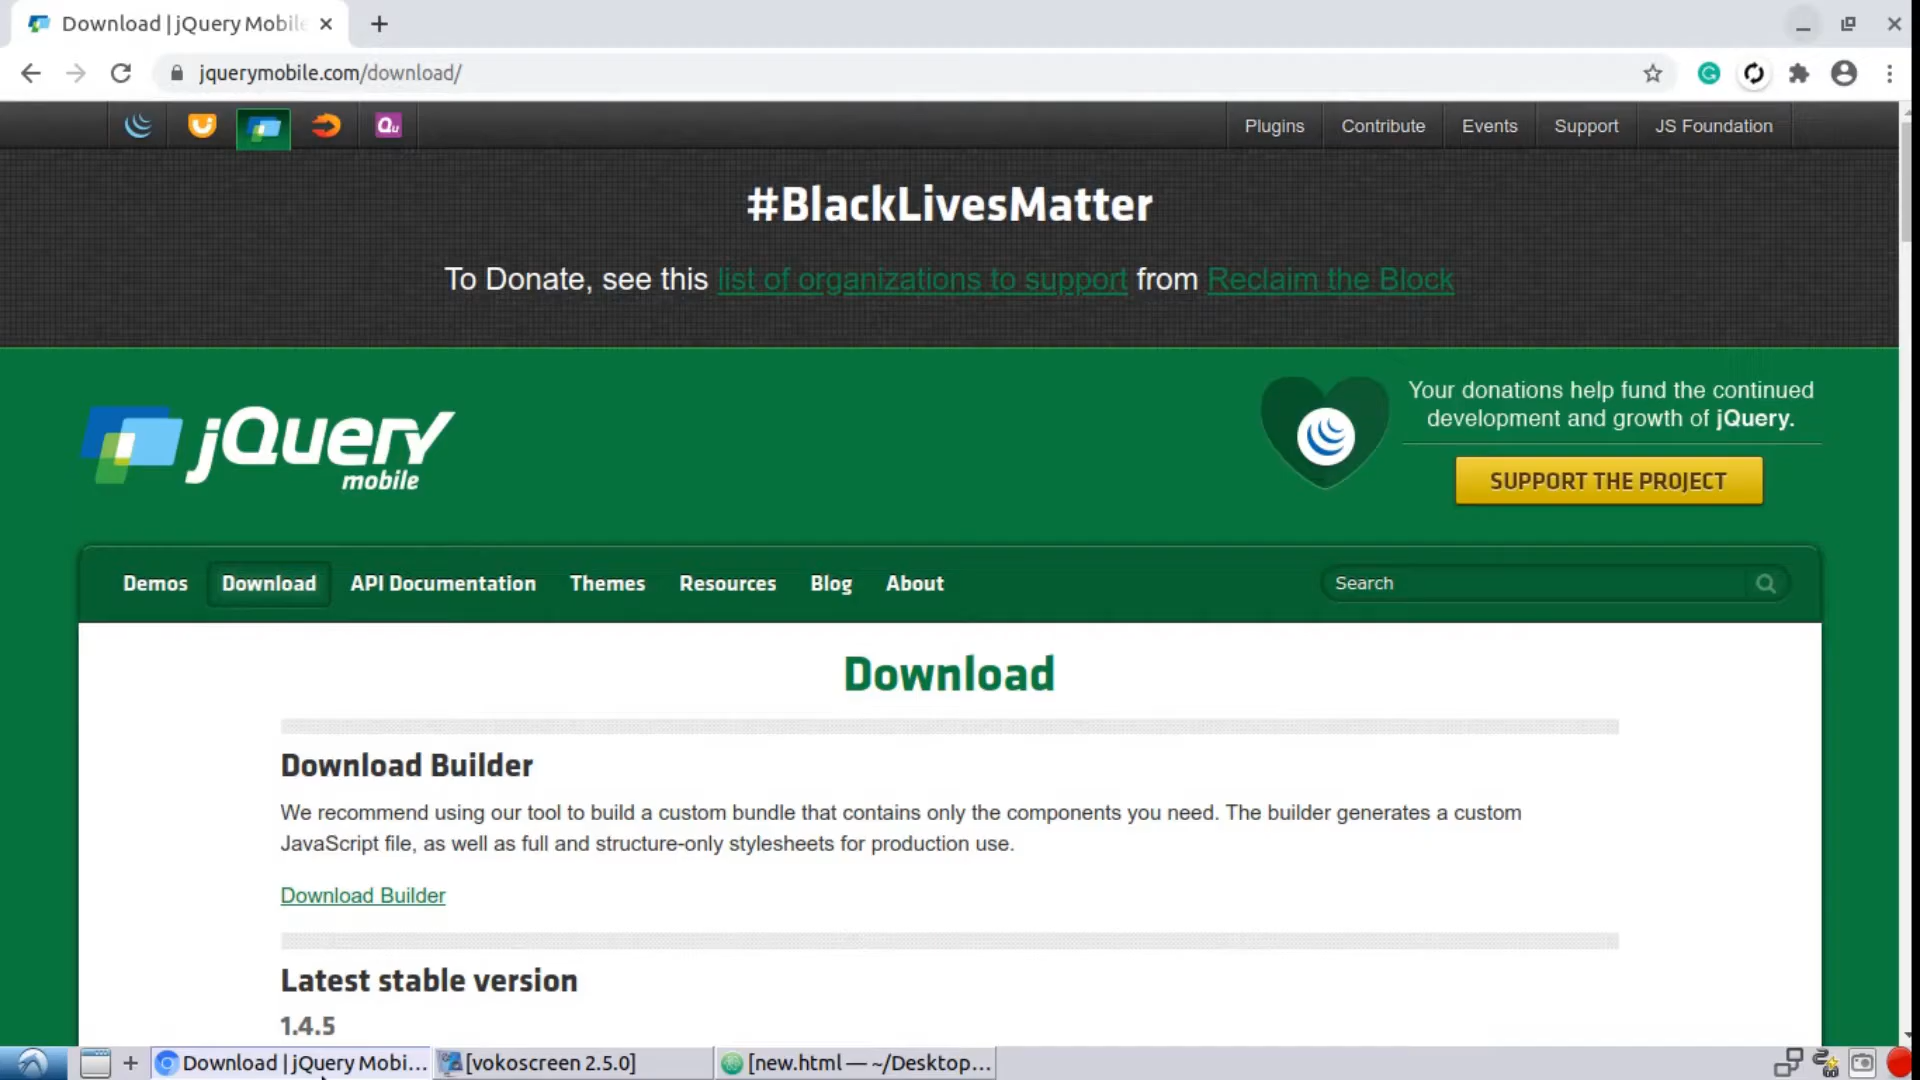 Download | jQuery Mobile
jquerymobile.com/download/
Qu
Plugins
Contribute
Events
Support
JS Foundation
#BlackLivesMatter
To Donate, see this list of organizations to support from Reclaim the Block
Your donations help fund the continued
development and growth of jQuery.
jQuery
mobile
SUPPORT THE PROJECT
Demos
Download
API Documentation
Themes
Resources
Blog
About
Search
Download
Download Builder
We recommend using our tool to build a custom bundle that contains only the components you need. The builder generates a custom
JavaScript file, as well as full and structure-only stylesheets for production use.
Download Builder
Latest stable version
1.4.5
Download | jQuery Mobi...
[vokoscreen 2.5.0]
[new.html — ~/Desktop...